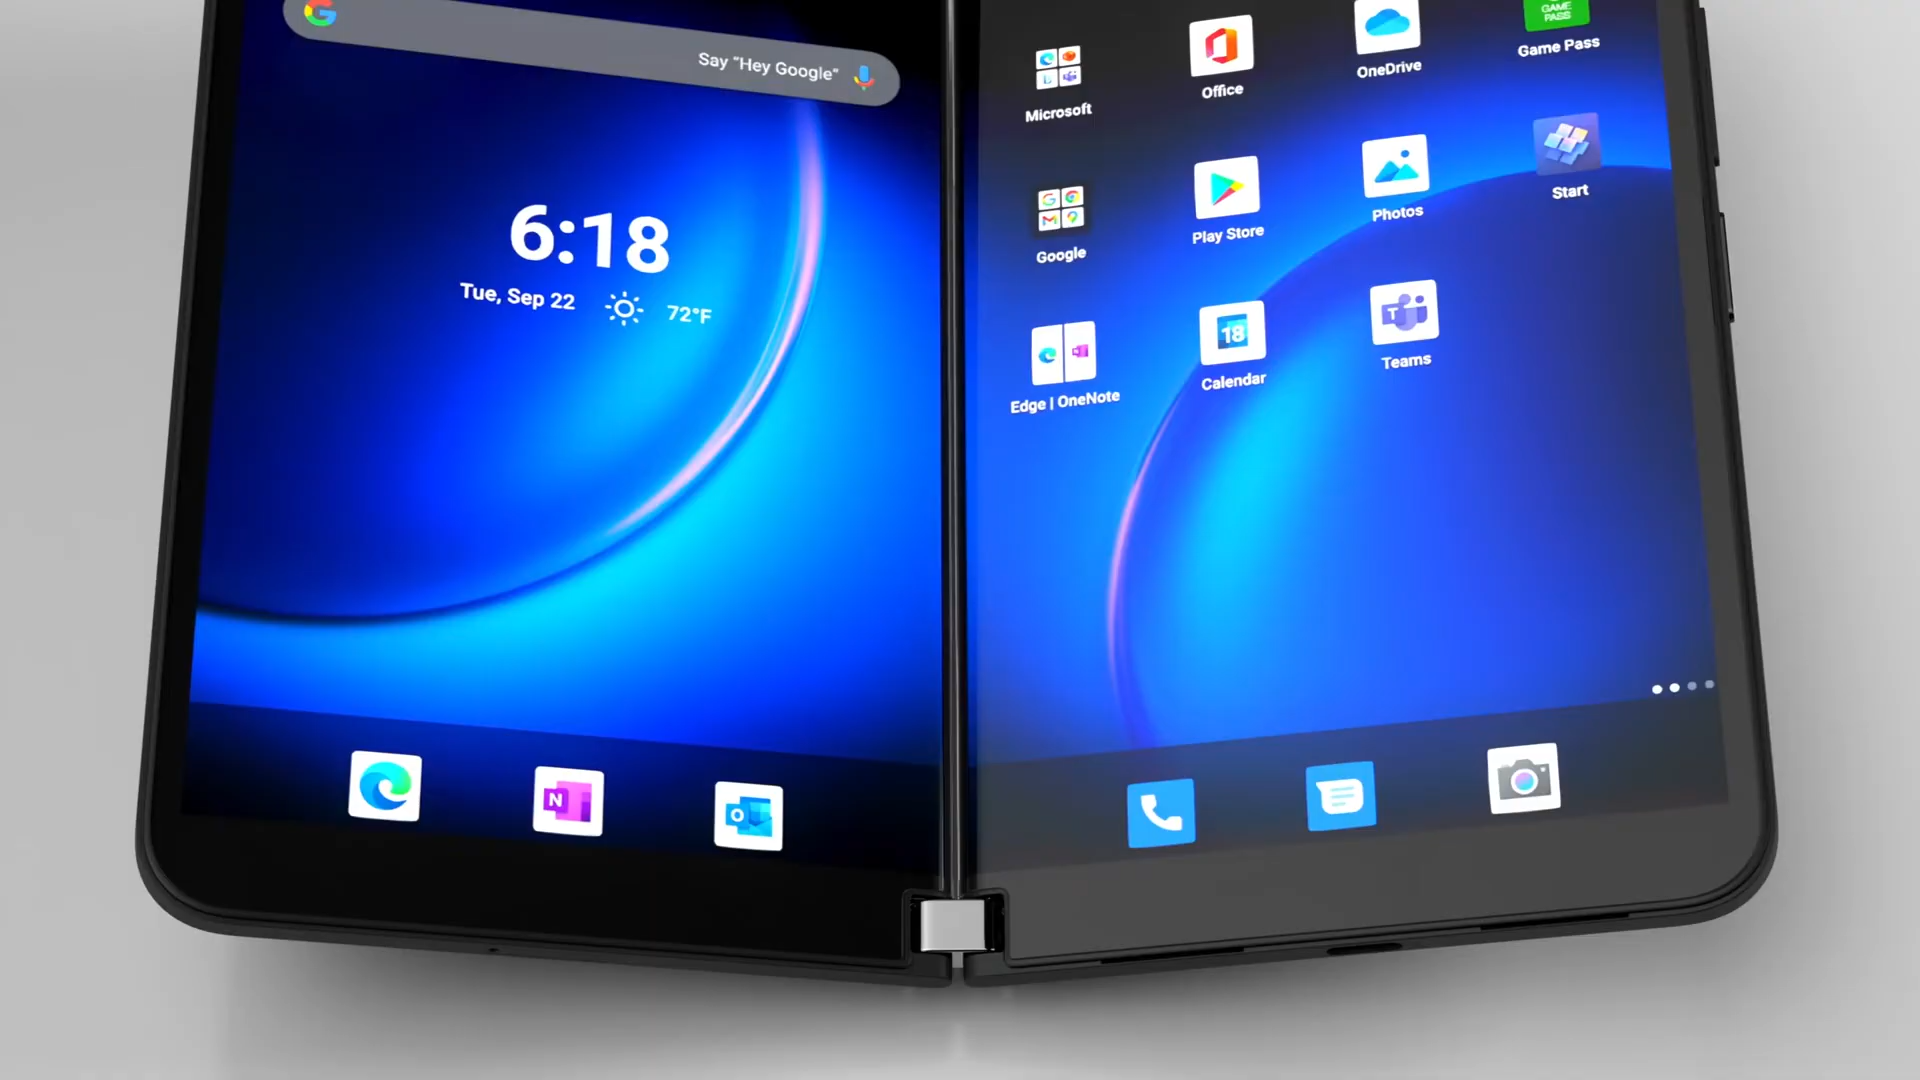 Say "Hey Google"
6:18
Tue, Sep 22 72°F
GAME
PASS
Microsoft
Office
OneDrive
Game Pass
Google
Play Store
Photos
Start
Edge | OneNote
18
Calendar
T
Teams
N
O